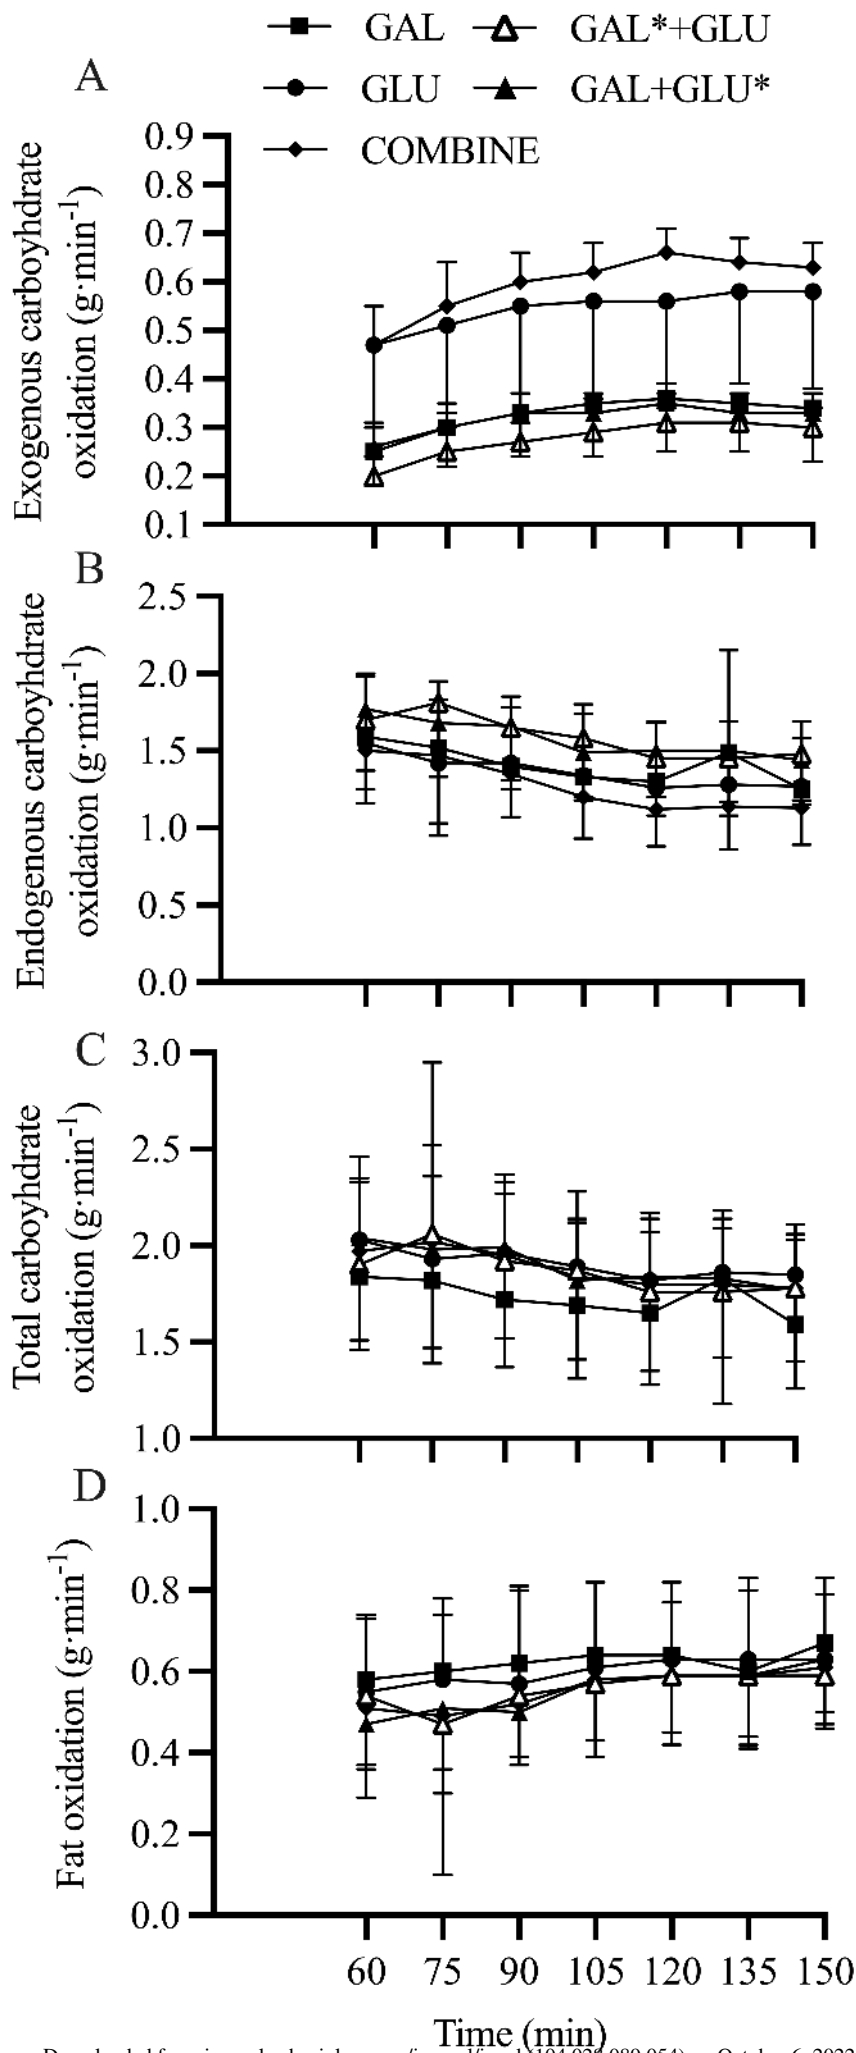 GAL GAL*+GLU
A
GLU GAL+GLU*
COMBINE
Exogenous carboyhdrate
oxidation (g·min-1)
0.9
0.8
0.7
0.6
0.5
0.4
0.3
0.2
0.1
B
Endogenous carboyhdrate
oxidation (g·min-1)
2.5
2.0
1.5
1.0
0.5
0.0
C
Total carboyhdrate
oxidation (g·min-1)
3.0
2.5
2.0
1.5
1.0
D
Fat oxidation (g·min-1)
1.0
0.8
0.6
0.4
0.2
0.0
60 75 90 105 120 135 150
Time (min)